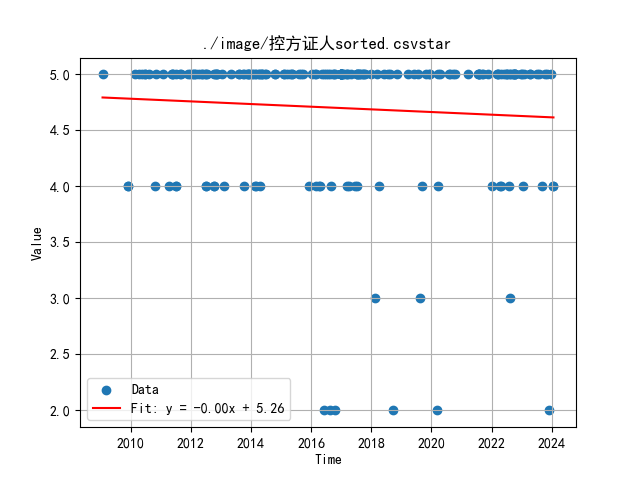 ./image/控方证人sorted.csvstar
5.0
4.5
4.0
3.5
3.0
2.5
2.0
Value
Data
Fit: y = -0.00x + 5.26
2010 2012 2014 2016 2018 2020 2022 2024
Time